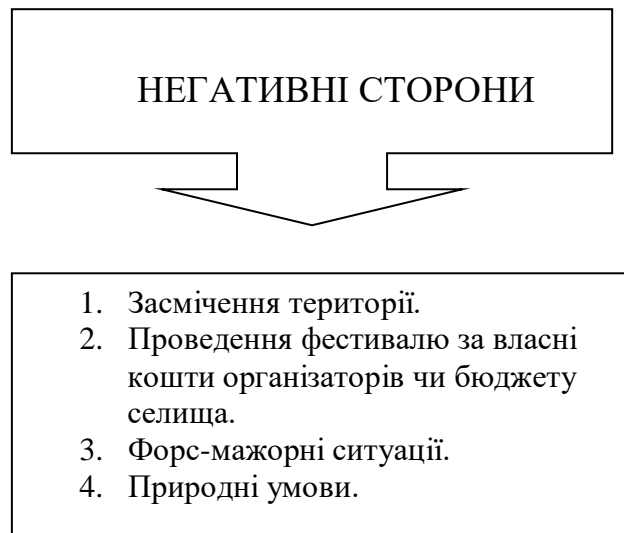 НЕГАТИВНІ СТОРОНИ
1. Засмічення території.
2. Проведення фестивалю за власні
кошти організаторів чи бюджету
селища.
3. Форс-мажорні ситуації.
4. Природні умови.